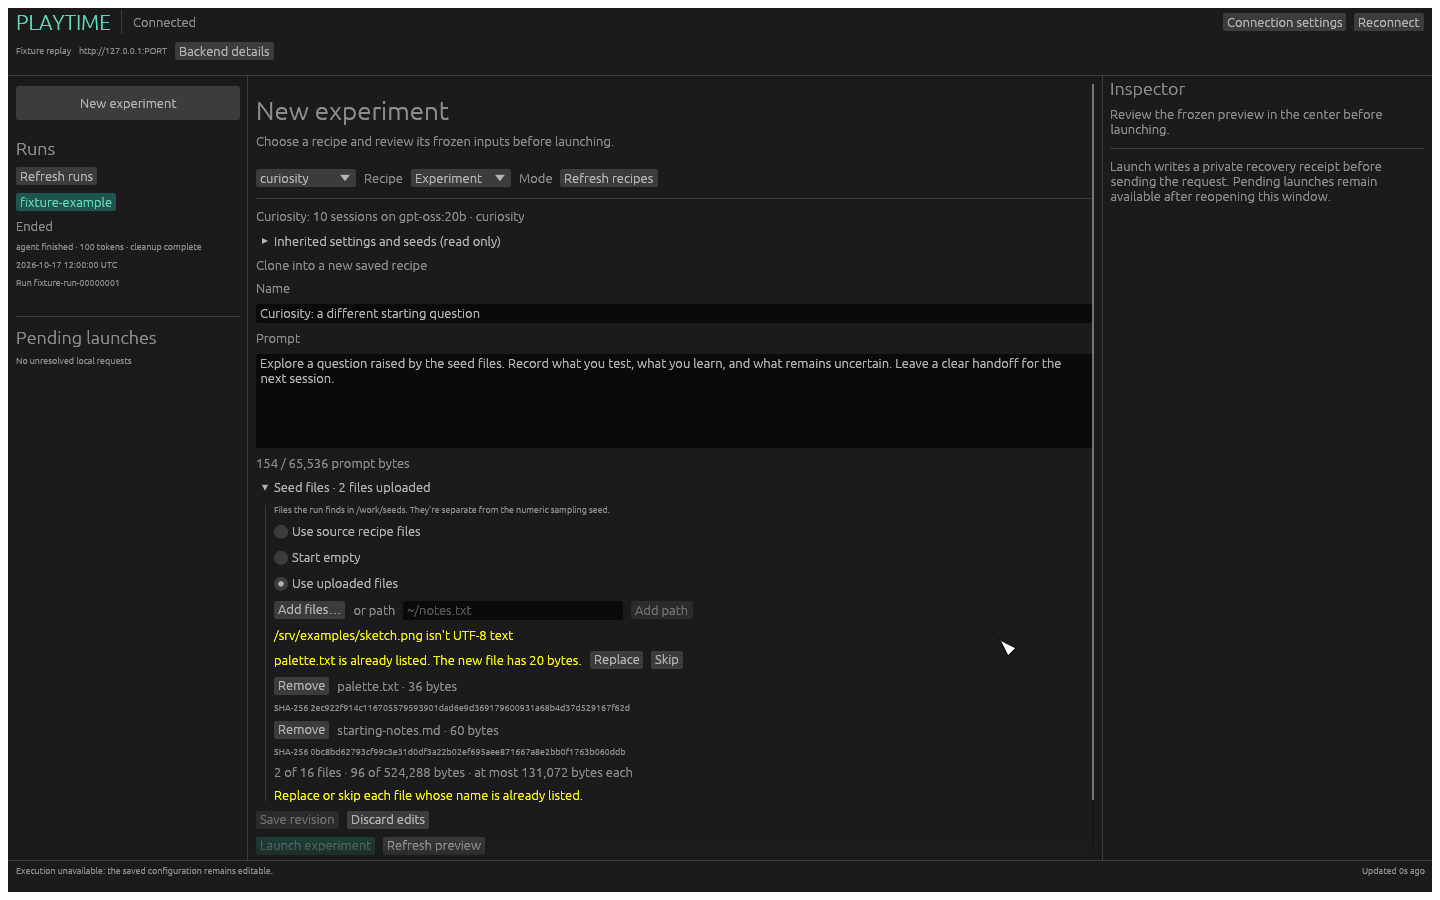 PLAYTIME
Connected
Connection settings
Reconnect
Fixture replay http://127.0.0.1:PORT
Backend details
New experiment
Runs
Refresh runs
fixture-example
Ended
agent finished · 100 tokens · cleanup complete
2026-10-17 12:00:00 UTC
Run fixture-run-00000001
Pending launches
No unresolved local requests
New experiment
Choose a recipe and review its frozen inputs before launching.
curiosity Recipe Experiment Mode Refresh recipes
Curiosity: 10 sessions on gpt-oss:20b · curiosity
Inherited settings and seeds (read only)
Clone into a new saved recipe
Name
Curiosity: a different starting question
Prompt
Explore a question raised by the seed files. Record what you test, what you learn, and what remains uncertain. Leave a clear handoff for the
next session.
154 / 65,536 prompt bytes
Seed files · 2 files uploaded
Files the run finds in /work/seeds. They're separate from the numeric sampling seed.
Use source recipe files
Start empty
Use uploaded files
Add files... or path ~/notes.txt Add path
/srv/examples/sketch.png isn't UTF-8 text
palette.txt is already listed. The new file has 20 bytes. Replace Skip
Remove palette.txt · 36 bytes
SHA-256 2ec922f914c116705579593901dad6e9d369179600931a68b4d37d529167f62d
Remove starting-notes.md · 60 bytes
SHA-256 0bc8bd62793cf99c3e31d0df3a22b02ef695aee871667a8e2bb0f1763b060ddb
2 of 16 files · 96 of 524,288 bytes · at most 131,072 bytes each
Replace or skip each file whose name is already listed.
Save revision Discard edits
Launch experiment Refresh preview
Inspector
Review the frozen preview in the center before
launching.
Launch writes a private recovery receipt before
sending the request. Pending launches remain
available after reopening this window.
Execution unavailable: the saved configuration remains editable.
Updated 0s ago